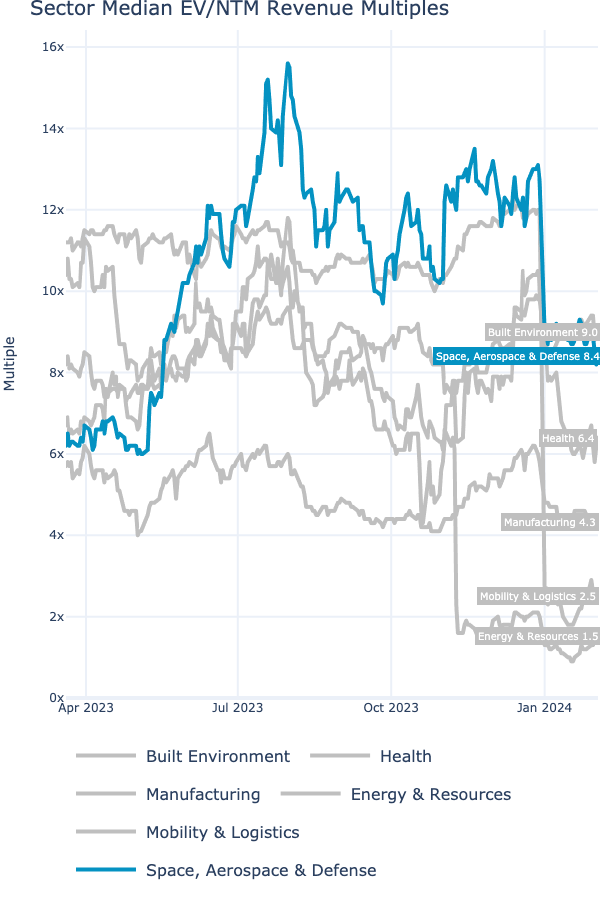 Sector Median EV/NTM Revenue Multiples
16x
14x
12x
10x
8x
6x
4x
2x
0x
Multiple
Built Environment 9.0
Space, Aerospace & Defense 8.4
Health 6.4
Manufacturing 4.3
Mobility & Logistics 2.5
Energy & Resources 1.5
Apr 2023 Jul 2023 Oct 2023 Jan 2024
Built Environment Health
Manufacturing Energy & Resources
Mobility & Logistics
Space, Aerospace & Defense